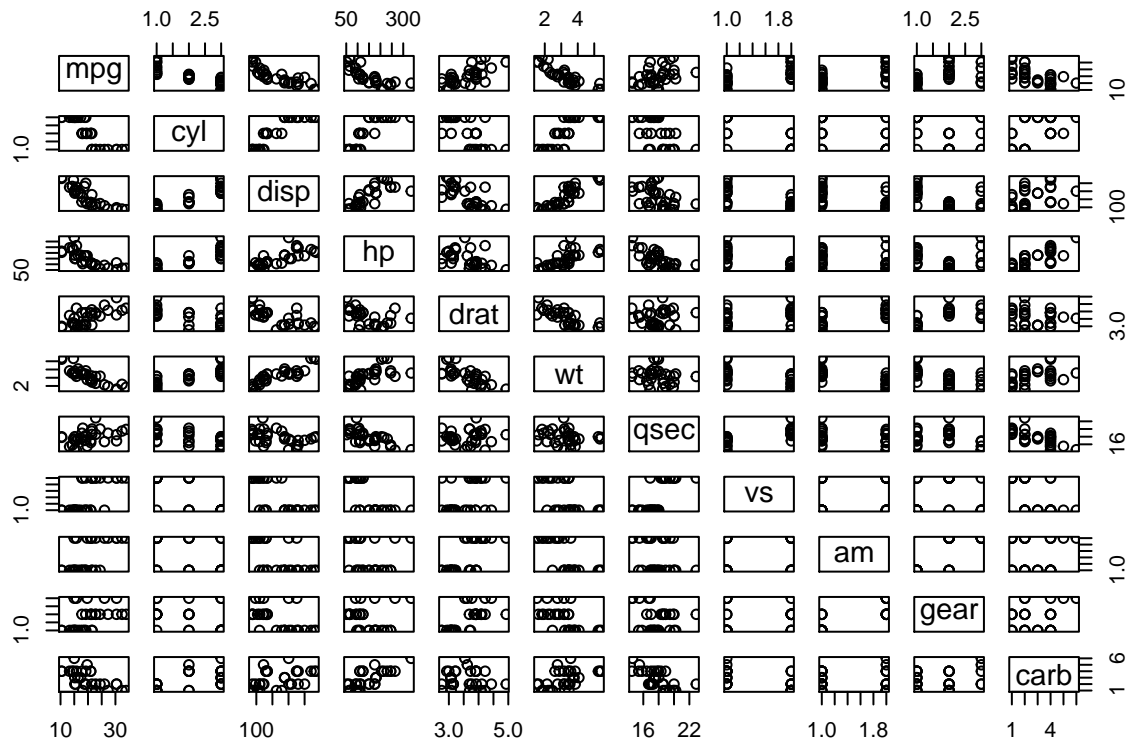 1.0 2.5 50 300 2 4 1.0 1.8 1.0 2.5
mpg 10
1.0 cyl
disp 100
50 hp
drat 3.0
2 wt
qsec 16
1.0 vs
am 1.0
1.0 gear
carb 1 6
10 30 100 3.0 5.0 16 22 1.0 1.8 1 4